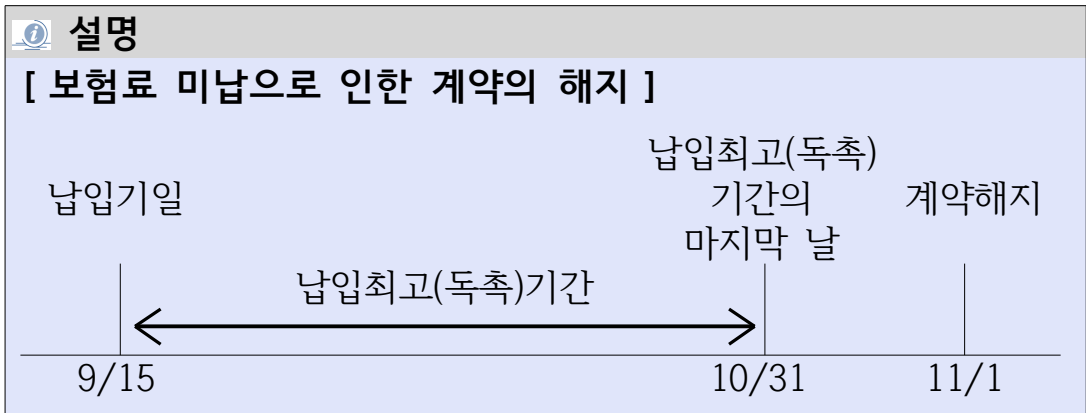 설명
[ 보험료 미납으로 인한 계약의 해지 ]
납입기일
납입최고(독촉)
기간의
마지막 날
계약해지
납입최고(독촉)기간
9/15
10/31
11/1